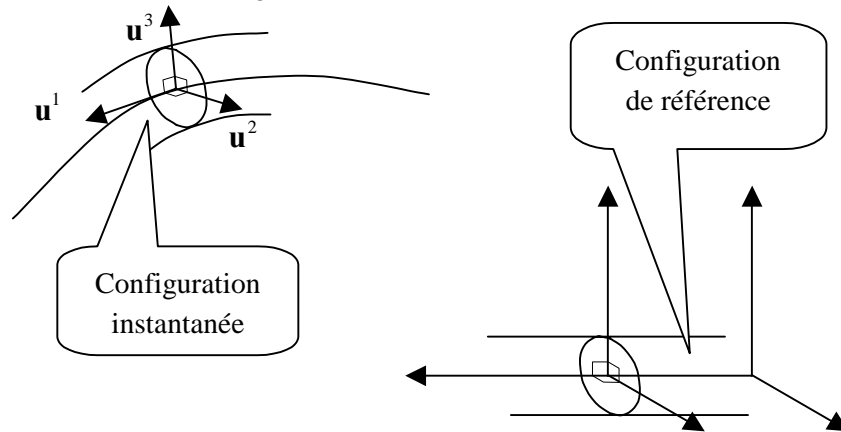 u³
Configuration
de référence
u¹
u²
Configuration
instantanée